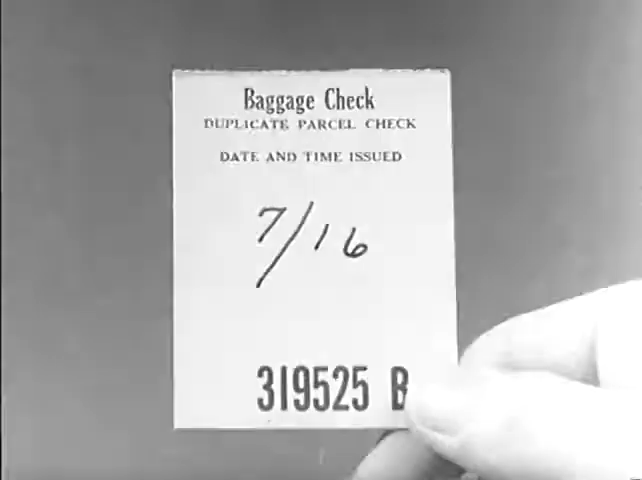 Baggage Check
DUPLICATE PARCEL CHECK
DATE AND TIME ISSUED
7/16
319525 B